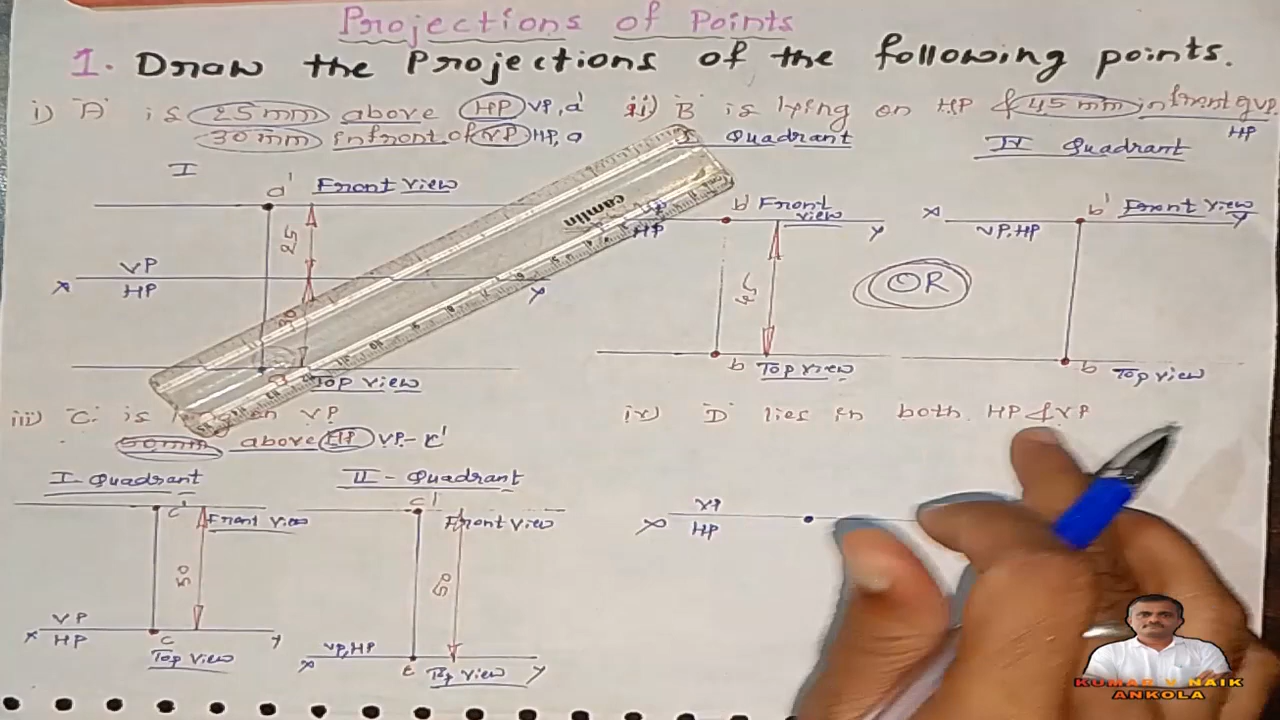 Projections of Points
1. Draw the Projections of the following points.
i) A is 25mm above HP VP, a'
30mm infront of VP HP, a
ii) B is lying on HP & 45mm infront of VP.
HP
Quadrant
IV Quadrant
I
a' Front View
25
VP
HP
X Y
30
Top View
camlin
HP
b' Front
view
Y
45
b Top View
OR
X b' Front View
VP, HP Y
b Top view
iii) C is on VP
50mm above HP VP - c'
I - Quadrant
c' Front View
50
VP
X HP c Y
Top View
II - Quadrant
c' Front View
50
VP, HP
X c Top View Y
iv) D lies in both HP & VP
VP
X HP
KUMAR V NAIK
ANKOLA